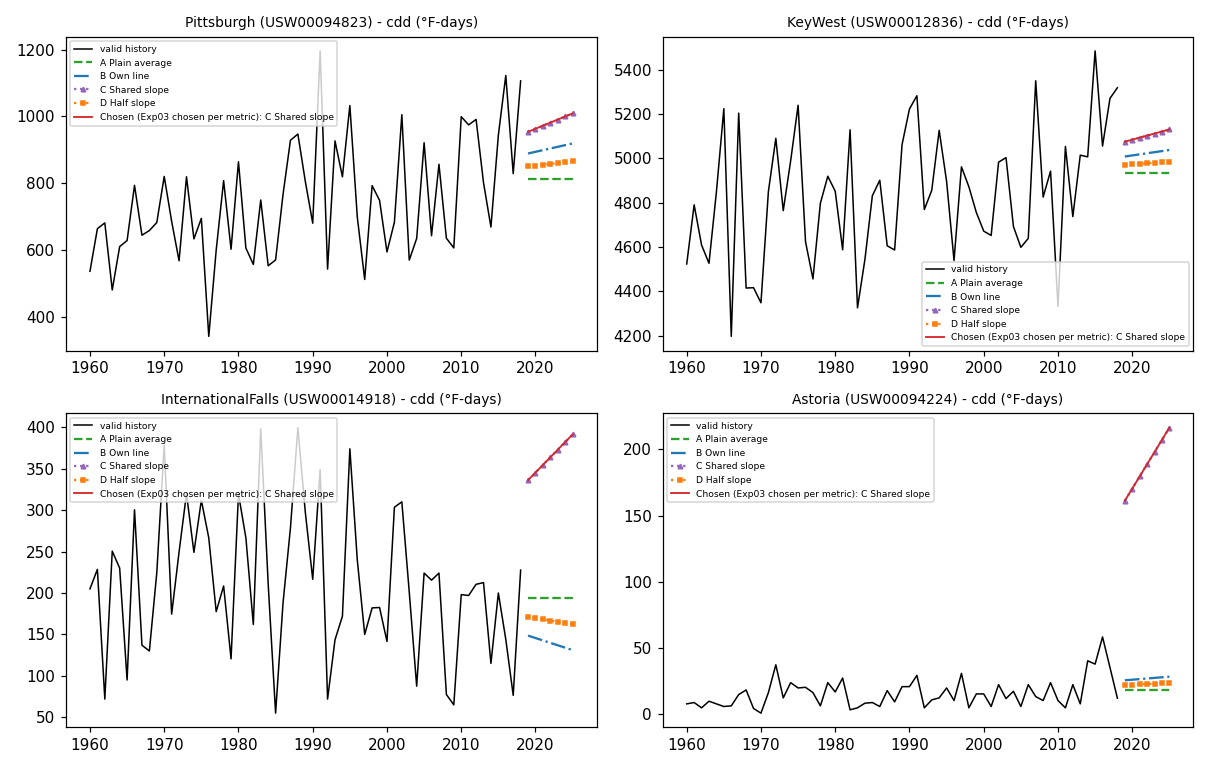 Pittsburgh (USW00094823) - cdd (°F-days)
1200
1000
800
600
400
valid history
A Plain average
B Own line
C Shared slope
D Half slope
Chosen (Exp03 chosen per metric): C Shared slope
1960 1970 1980 1990 2000 2010 2020
KeyWest (USW00012836) - cdd (°F-days)
5400
5200
5000
4800
4600
4400
4200
valid history
A Plain average
B Own line
C Shared slope
D Half slope
Chosen (Exp03 chosen per metric): C Shared slope
1960 1970 1980 1990 2000 2010 2020
InternationalFalls (USW00014918) - cdd (°F-days)
400
350
300
250
200
150
100
50
valid history
A Plain average
B Own line
C Shared slope
D Half slope
Chosen (Exp03 chosen per metric): C Shared slope
1960 1970 1980 1990 2000 2010 2020
Astoria (USW00094224) - cdd (°F-days)
200
150
100
50
0
valid history
A Plain average
B Own line
C Shared slope
D Half slope
Chosen (Exp03 chosen per metric): C Shared slope
1960 1970 1980 1990 2000 2010 2020